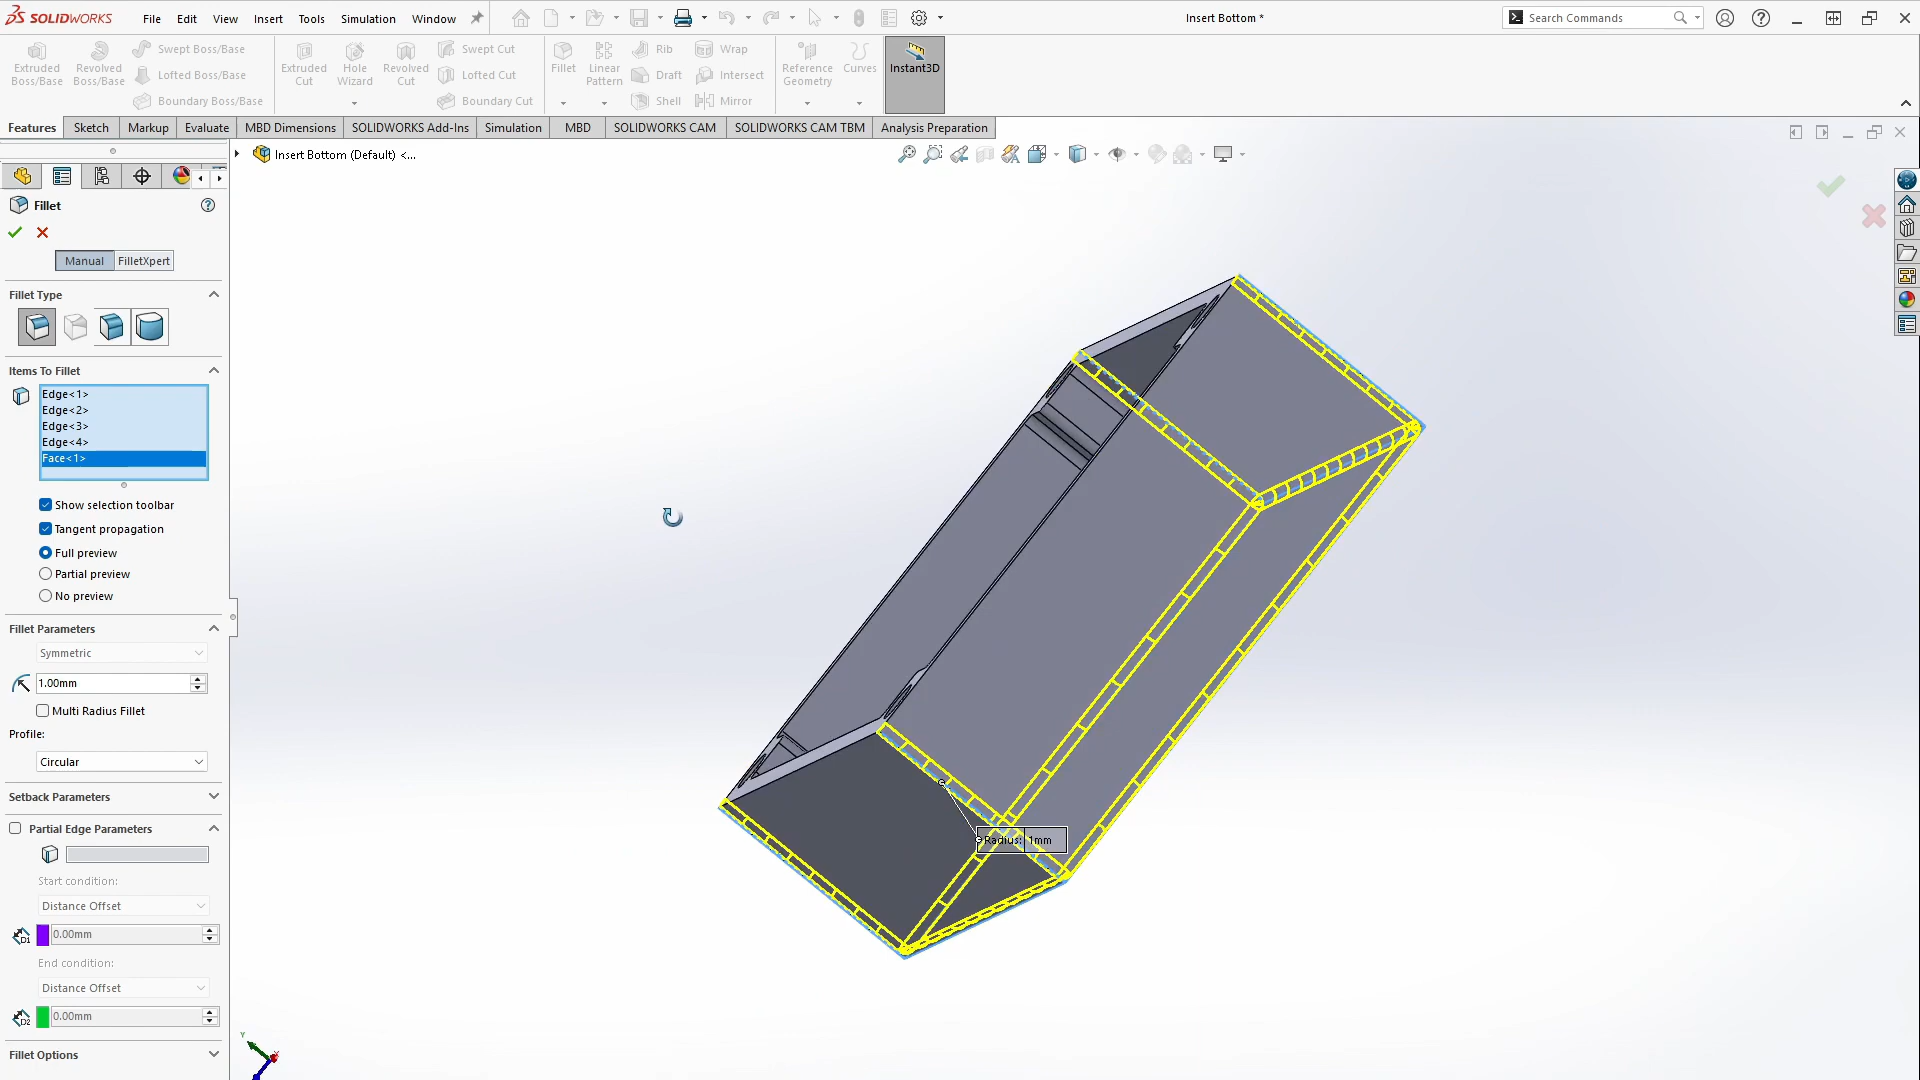 SOLIDWORKS
File Edit View Insert Tools Simulation Window
Insert Bottom *
Search Commands
Extruded Boss/Base
Revolved Boss/Base
Swept Boss/Base
Lofted Boss/Base
Boundary Boss/Base
Extruded Cut
Hole Wizard
Revolved Cut
Swept Cut
Lofted Cut
Boundary Cut
Fillet
Linear Pattern
Rib
Draft
Shell
Wrap
Intersect
Mirror
Reference Geometry
Curves
Instant3D
Features Sketch Markup Evaluate MBD Dimensions SOLIDWORKS Add-Ins Simulation MBD SOLIDWORKS CAM SOLIDWORKS CAM TBM Analysis Preparation
Insert Bottom (Default) <...
Fillet
Manual FilletXpert
Fillet Type
Items To Fillet
Edge<1>
Edge<2>
Edge<3>
Edge<4>
Face<1>
Show selection toolbar
Tangent propagation
Full preview
Partial preview
No preview
Fillet Parameters
Symmetric
1.00mm
Multi Radius Fillet
Profile:
Circular
Setback Parameters
Partial Edge Parameters
Start condition:
Distance Offset
D1 0.00mm
End condition:
Distance Offset
D2 0.00mm
Fillet Options
Radius: 1mm
Y